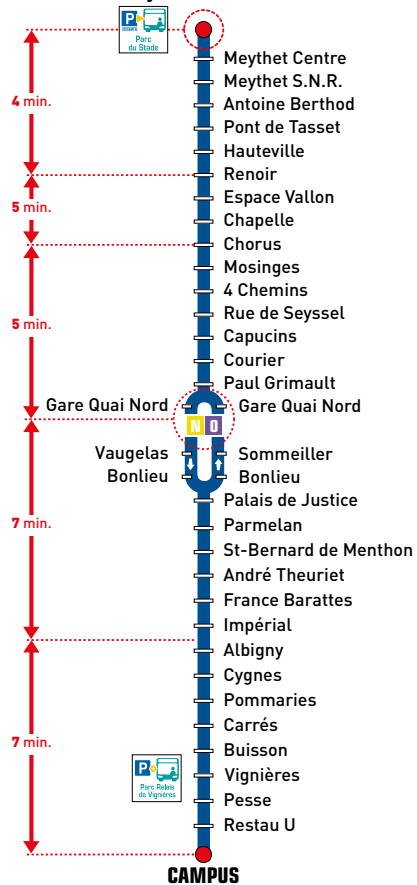 P
Parc
du Stade
Meythet Centre
Meythet S.N.R.
Antoine Berthod
4 min.
Pont de Tasset
Hauteville
Renoir
Espace Vallon
5 min.
Chapelle
Chorus
Mosinges
4 Chemins
Rue de Seyssel
5 min.
Capucins
Courier
Paul Grimault
Gare Quai Nord
Gare Quai Nord
N O
Vaugelas
Sommeiller
Bonlieu
Bonlieu
Palais de Justice
7 min.
Parmelan
St-Bernard de Menthon
André Theuriet
France Barattes
Impérial
Albigny
Cygnes
Pommaries
Carrés
7 min.
Buisson
P
Parc Relais
de Vignières
Vignières
Pesse
Restau U
CAMPUS